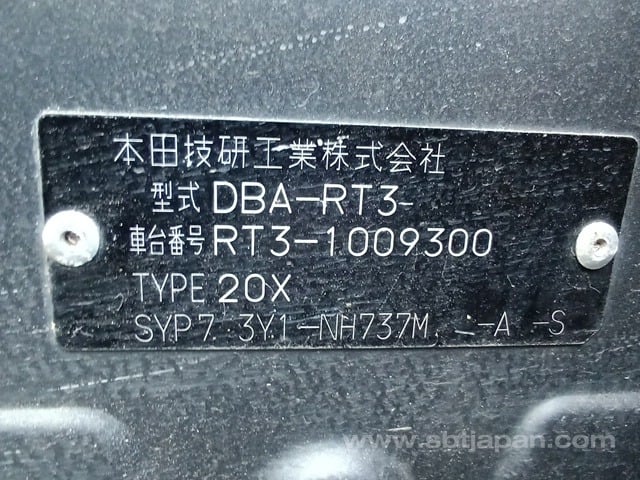 本田技研工業株式会社
型式 DBA-RT3-
車台番号 RT3-1009300
TYPE 20X
SYP7 3Y1-NH737M -A -S
www.sbtjapan.com